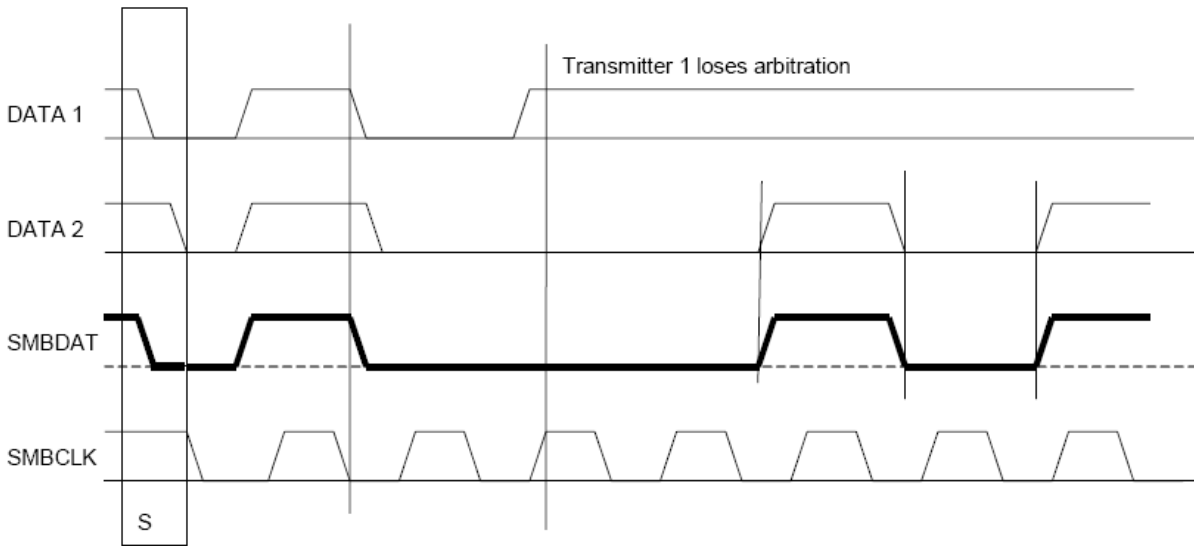 Transmitter 1 loses arbitration
DATA 1
DATA 2
SMBDAT
SMBCLK
S